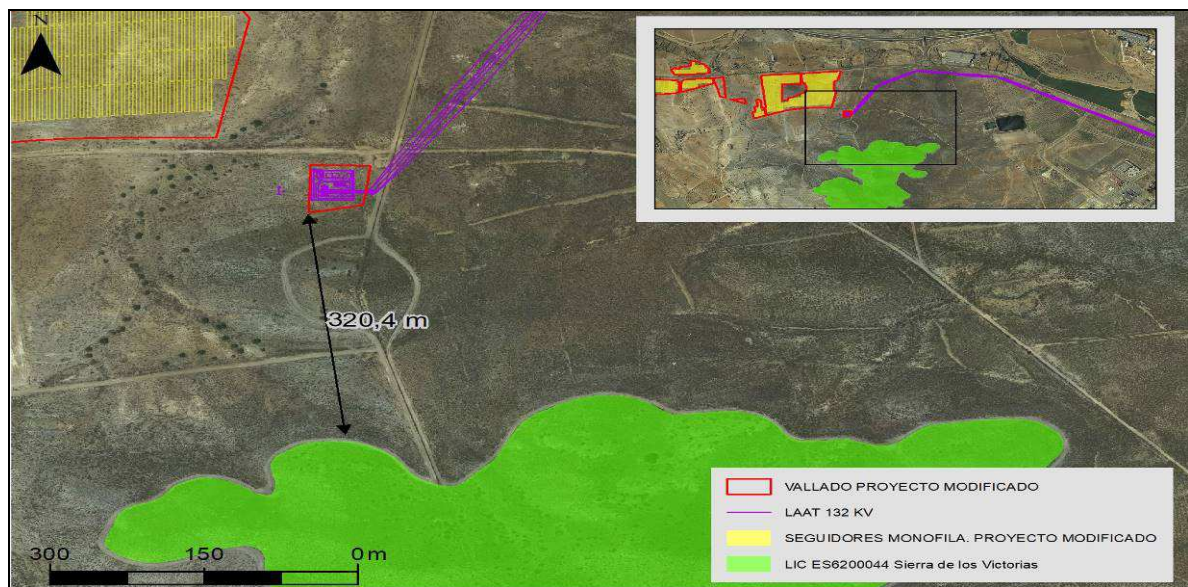 N
320,4 m
300 150 0 m
VALLADO PROYECTO MODIFICADO
LAAT 132 KV
SEGUIDORES MONOFILA. PROYECTO MODIFICADO
LIC ES6200044 Sierra de los Victorias